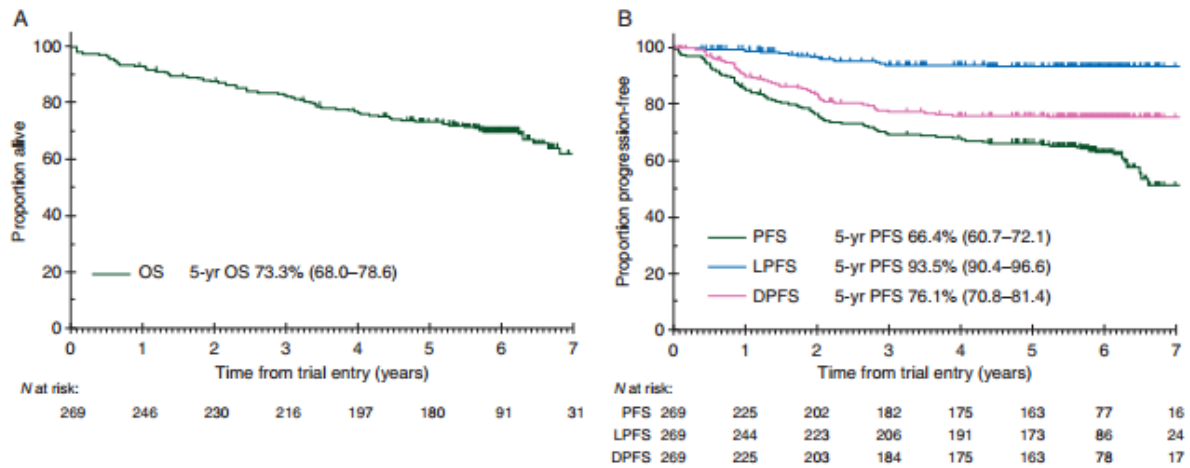 A
100
80
60
40
20
0
Proportion alive
OS 5-yr OS 73.3% (68.0–78.6)
0 1 2 3 4 5 6 7
Time from trial entry (years)
N at risk:
269 246 230 216 197 180 91 31
B
100
80
60
40
20
0
Proportion progression-free
PFS 5-yr PFS 66.4% (60.7–72.1)
LPFS 5-yr PFS 93.5% (90.4–96.6)
DPFS 5-yr PFS 76.1% (70.8–81.4)
0 1 2 3 4 5 6 7
Time from trial entry (years)
N at risk:
PFS 269 225 202 182 175 163 77 16
LPFS 269 244 223 206 191 173 86 24
DPFS 269 225 203 184 175 163 78 17